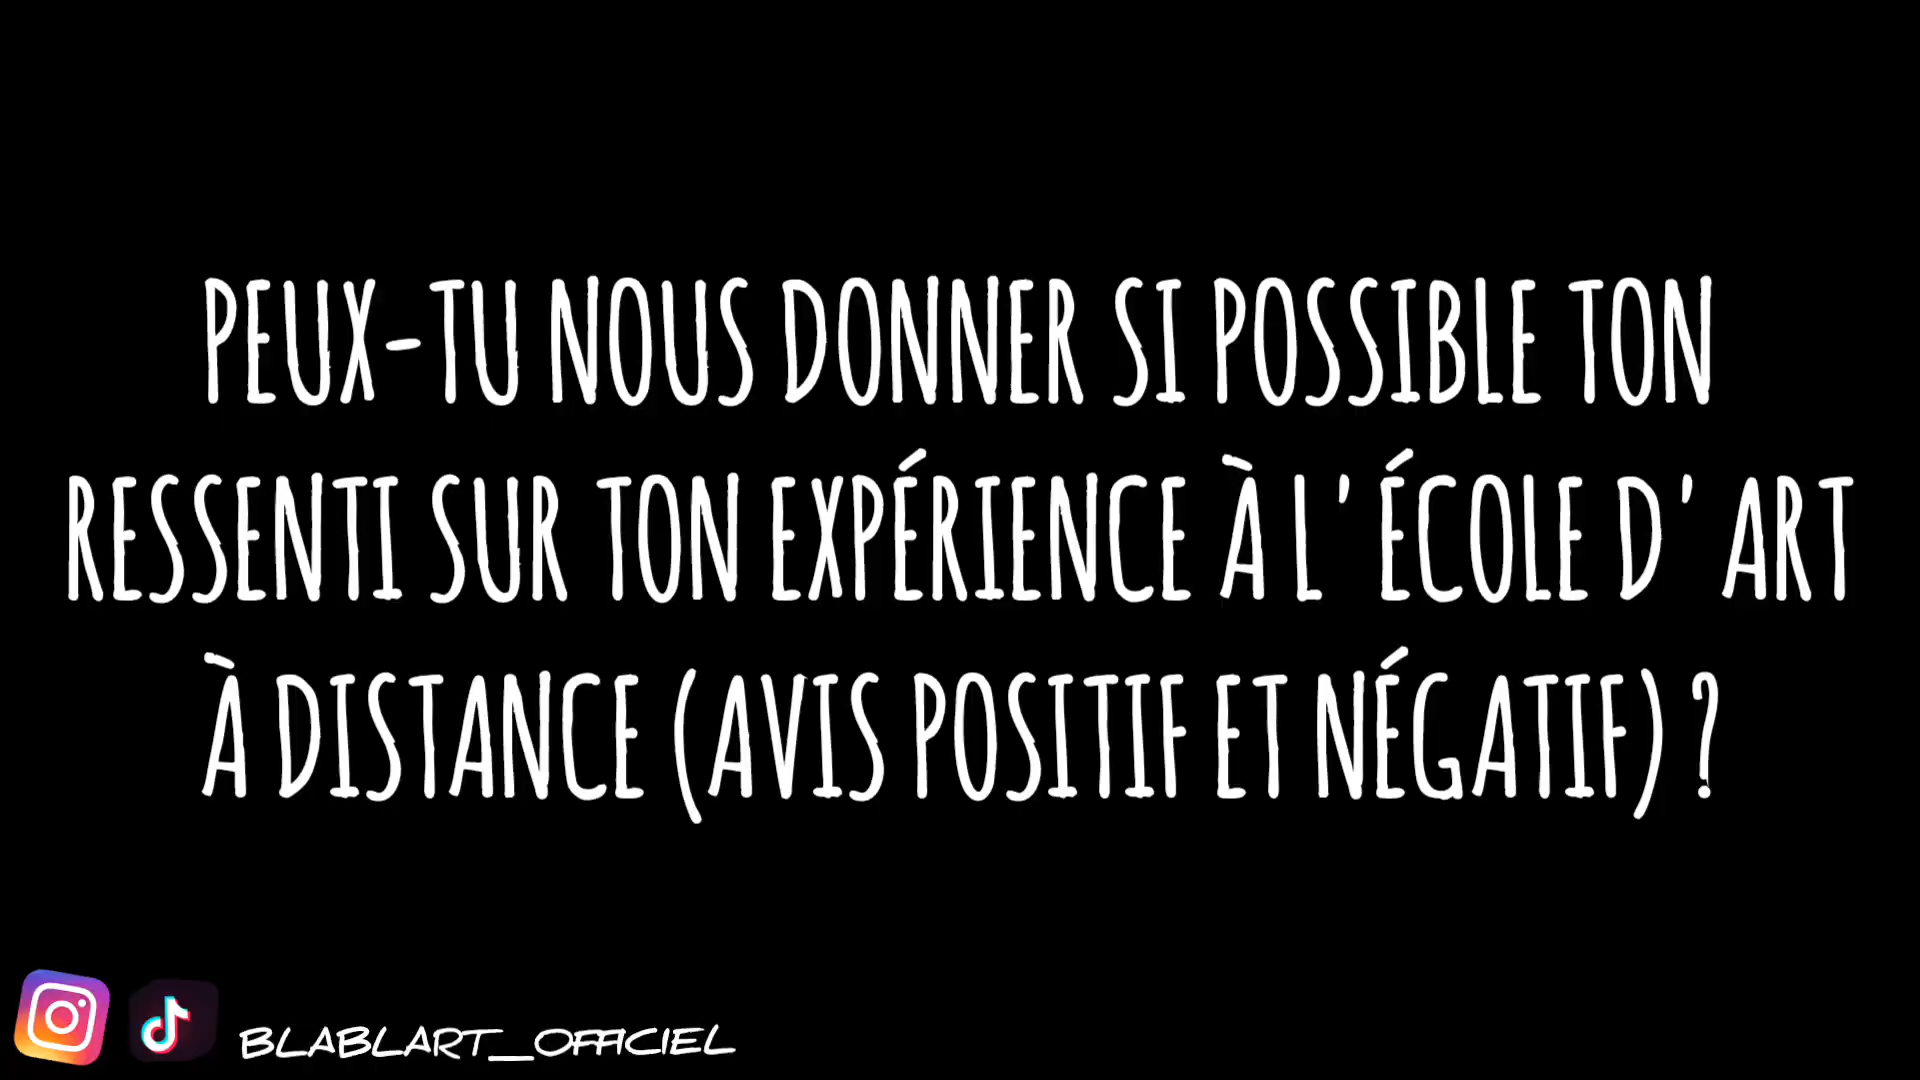 PEUX-TU NOUS DONNER SI POSSIBLE TON
RESSENTI SUR TON EXPÉRIENCE À L'ÉCOLE D'ART
À DISTANCE (AVIS POSITIF ET NÉGATIF) ?
BLABLART_OFFICIEL